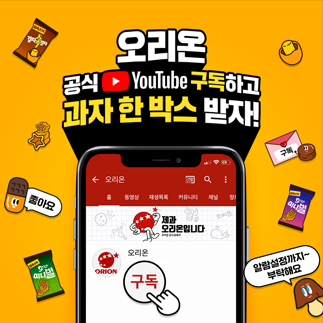 오리온
공식 YouTube 구독하고
과자 한 박스 받자!
구독
좋아요
오리온
홈 동영상 재생목록 커뮤니티 채널
제과
오리온입니다
ORION
오리온
구독
알람설정까지~
부탁해요